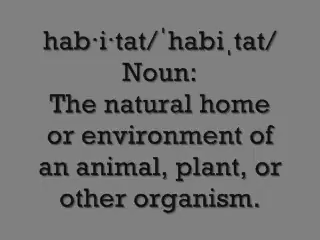 hab·i·tat/ˈhabiˌtat/
Noun:
The natural home
or environment of
an animal, plant, or
other organism.